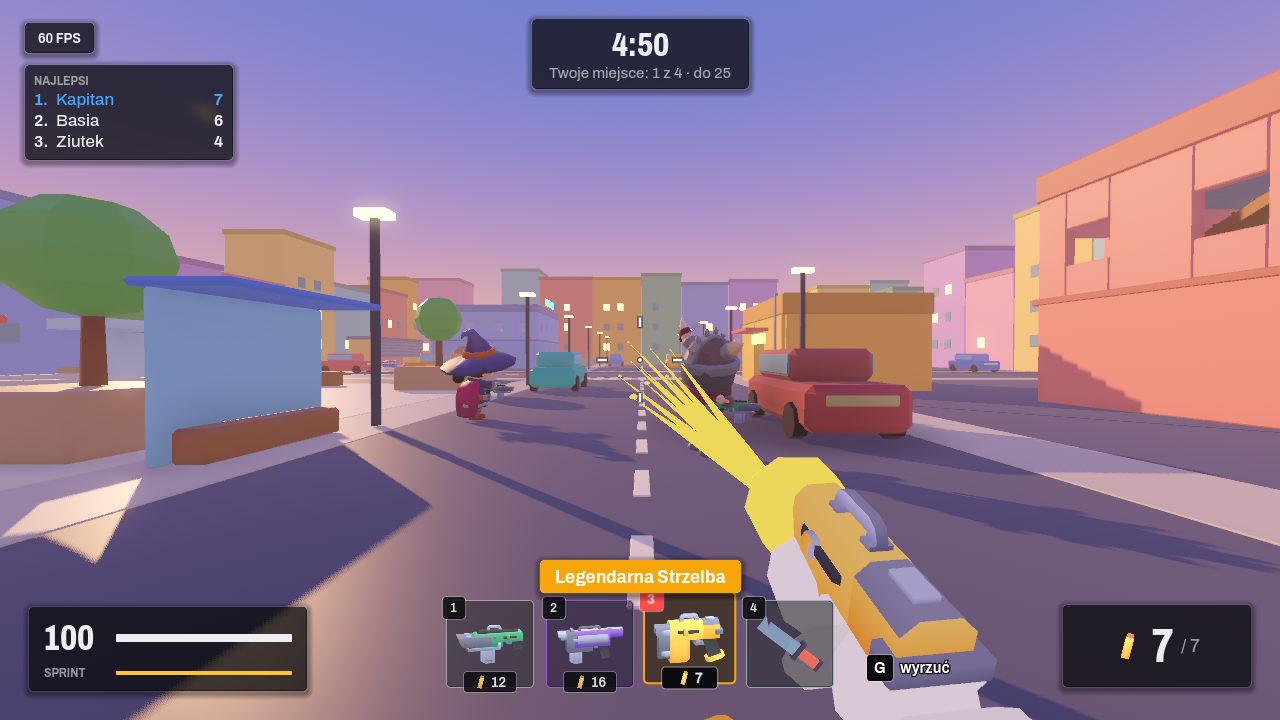 60 FPS
4:50
Twoje miejsce: 1 z 4 · do 25
NAJLEPSI
1. Kapitan 7
2. Basia 6
3. Ziutek 4
Legendarna Strzelba
1
2
3
4
12
16
7
G wyrzuć
100
SPRINT
7 / 7